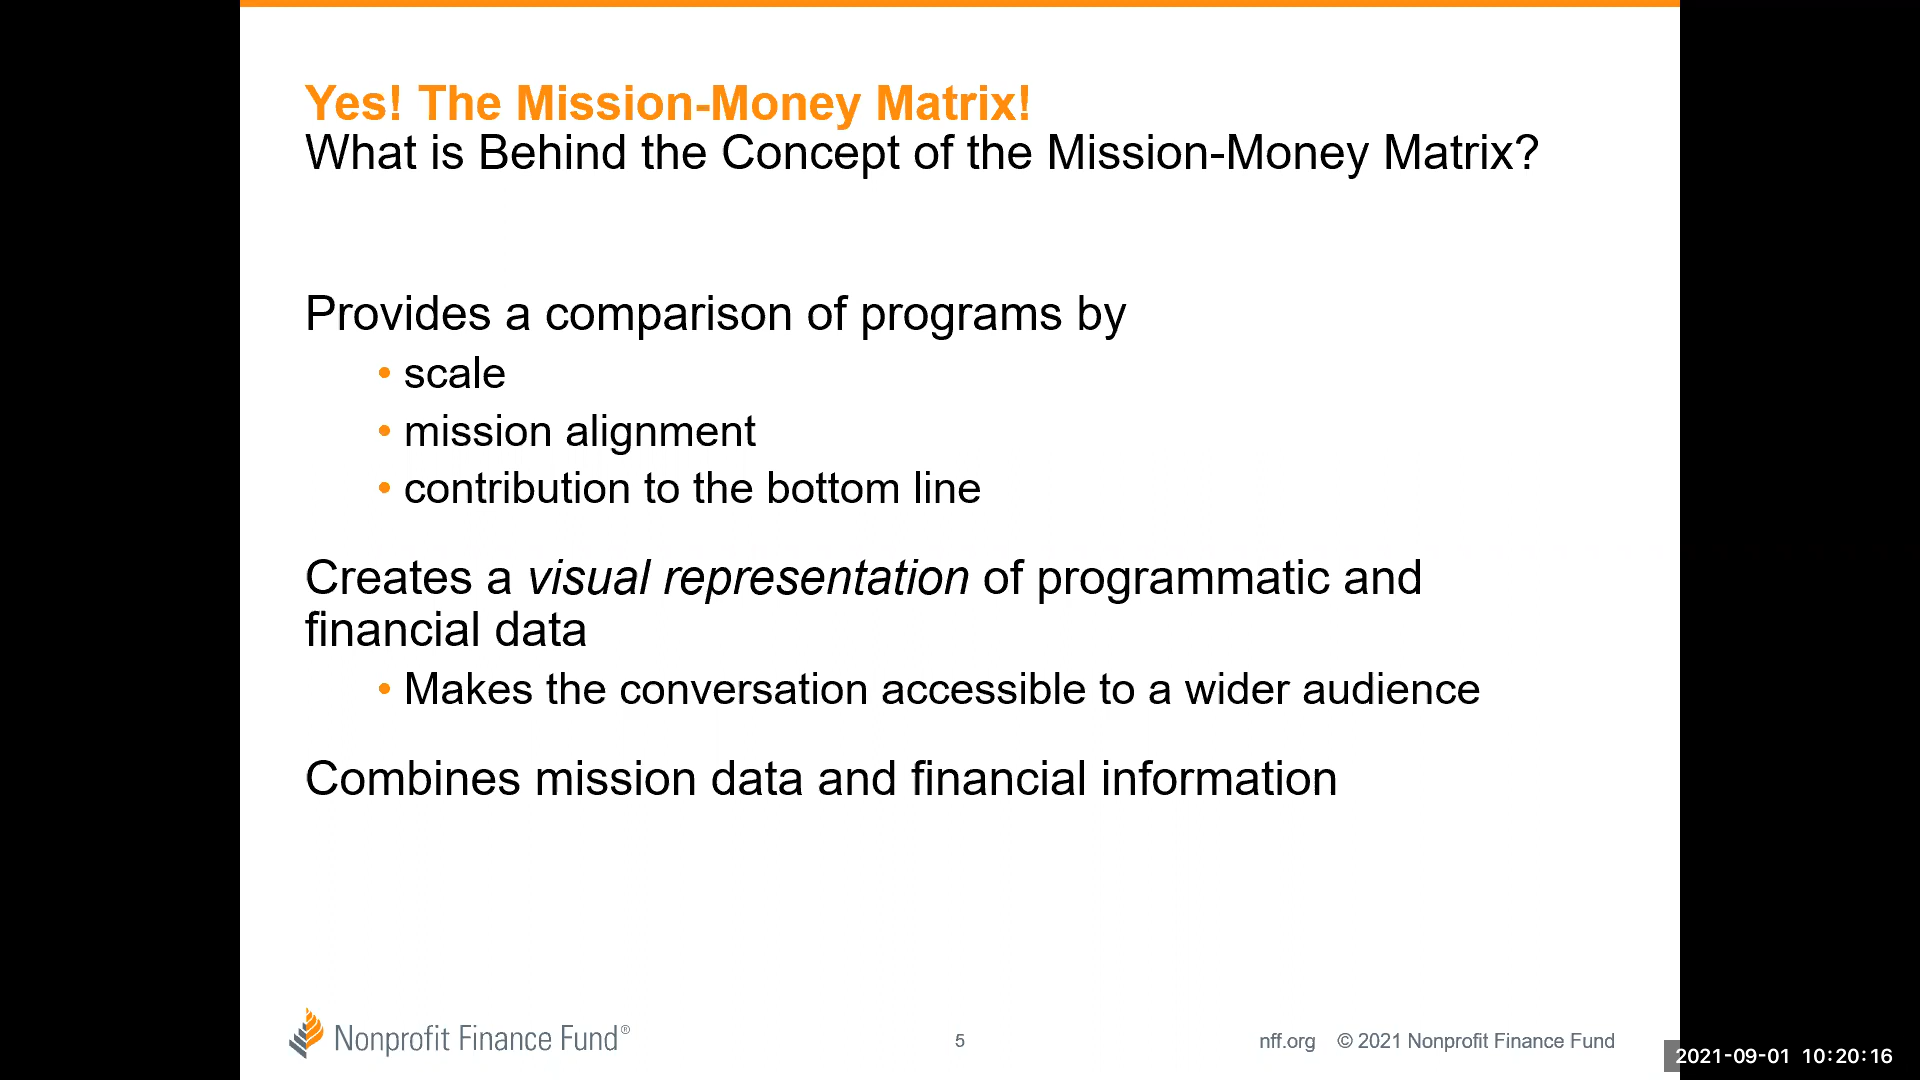 Yes! The Mission-Money Matrix!
What is Behind the Concept of the Mission-Money Matrix?
Provides a comparison of programs by
• scale
• mission alignment
• contribution to the bottom line
Creates a visual representation of programmatic and
financial data
• Makes the conversation accessible to a wider audience
Combines mission data and financial information
Nonprofit Finance Fund®
5
nff.org © 2021 Nonprofit Finance Fund
2021-09-01 10:20:16